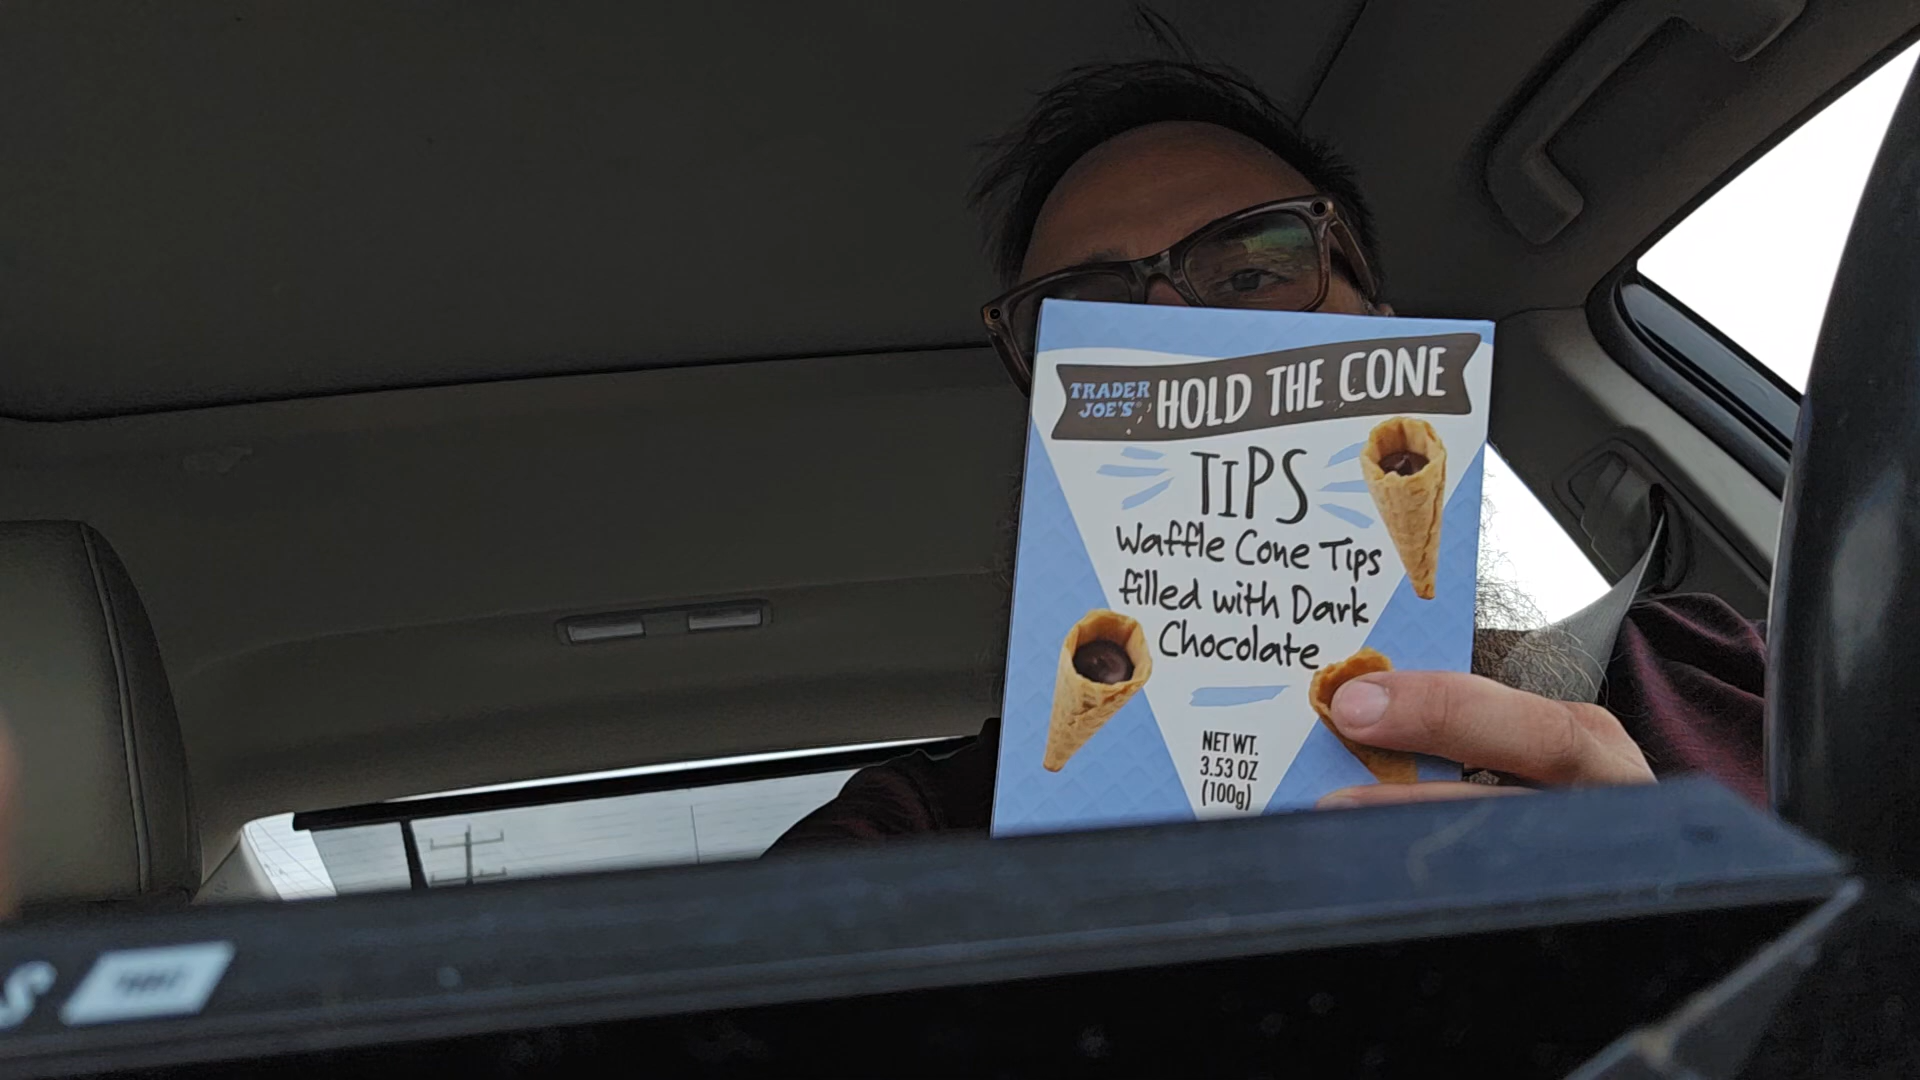 TRADER JOE'S HOLD THE CONE
TIPS
Waffle Cone Tips
filled with Dark
Chocolate
NET WT.
3.53 OZ
(100g)
S